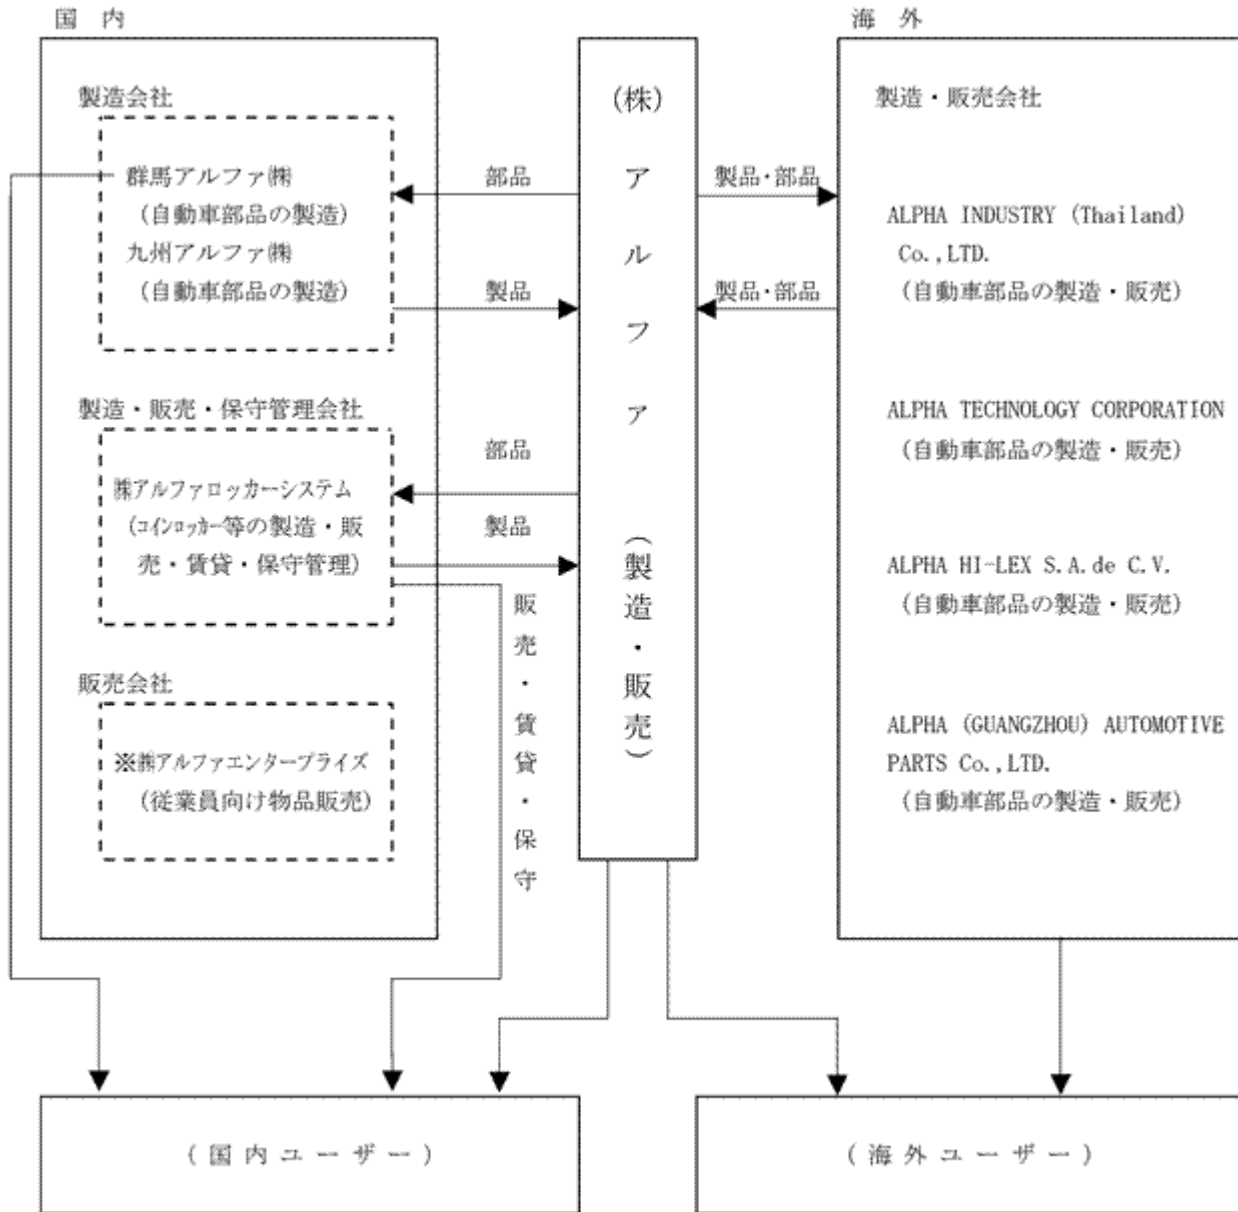 国内
製造会社
群馬アルファ㈱
(自動車部品の製造)
九州アルファ㈱
(自動車部品の製造)
製造・販売・保守管理会社
㈱アルファロッカーシステム
(コインロッカー等の製造・販
売・賃貸・保守管理)
販売会社
※㈱アルファエンタープライズ
(従業員向け物品販売)
部品
製品
部品
製品
販売・賃貸・保守
(株)アルファ
(製造・販売)
製品・部品
製品・部品
海外
製造・販売会社
ALPHA INDUSTRY (Thailand)
Co.,LTD.
(自動車部品の製造・販売)
ALPHA TECHNOLOGY CORPORATION
(自動車部品の製造・販売)
ALPHA HI-LEX S.A.de C.V.
(自動車部品の製造・販売)
ALPHA (GUANGZHOU) AUTOMOTIVE
PARTS Co.,LTD.
(自動車部品の製造・販売)
(国内ユーザー)
(海外ユーザー)